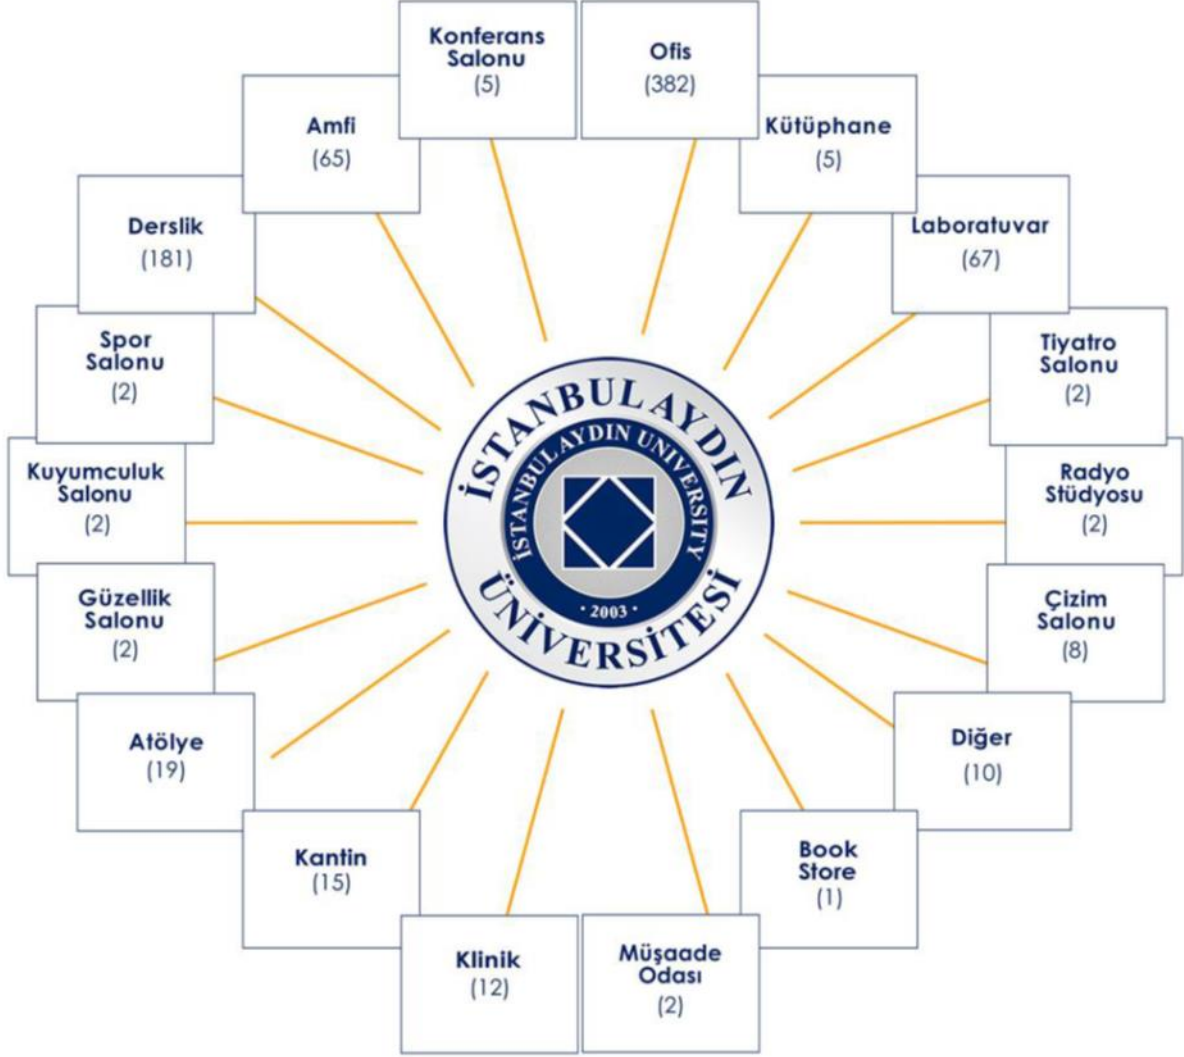 Konferans
Salonu
(5)
Ofis
(382)
Kütüphane
(5)
Laboratuvar
(67)
Tiyatro
Salonu
(2)
Radyo
Stüdyosu
(2)
Çizim
Salonu
(8)
Diğer
(10)
Book
Store
(1)
Müşaade
Odası
(2)
Klinik
(12)
Kantin
(15)
Atölye
(19)
Güzellik
Salonu
(2)
Kuyumculuk
Salonu
(2)
Spor
Salonu
(2)
Derslik
(181)
Amfi
(65)
İSTANBUL AYDIN
ÜNİVERSİTESİ
İSTANBUL AYDIN UNIVERSITY
· 2003 ·